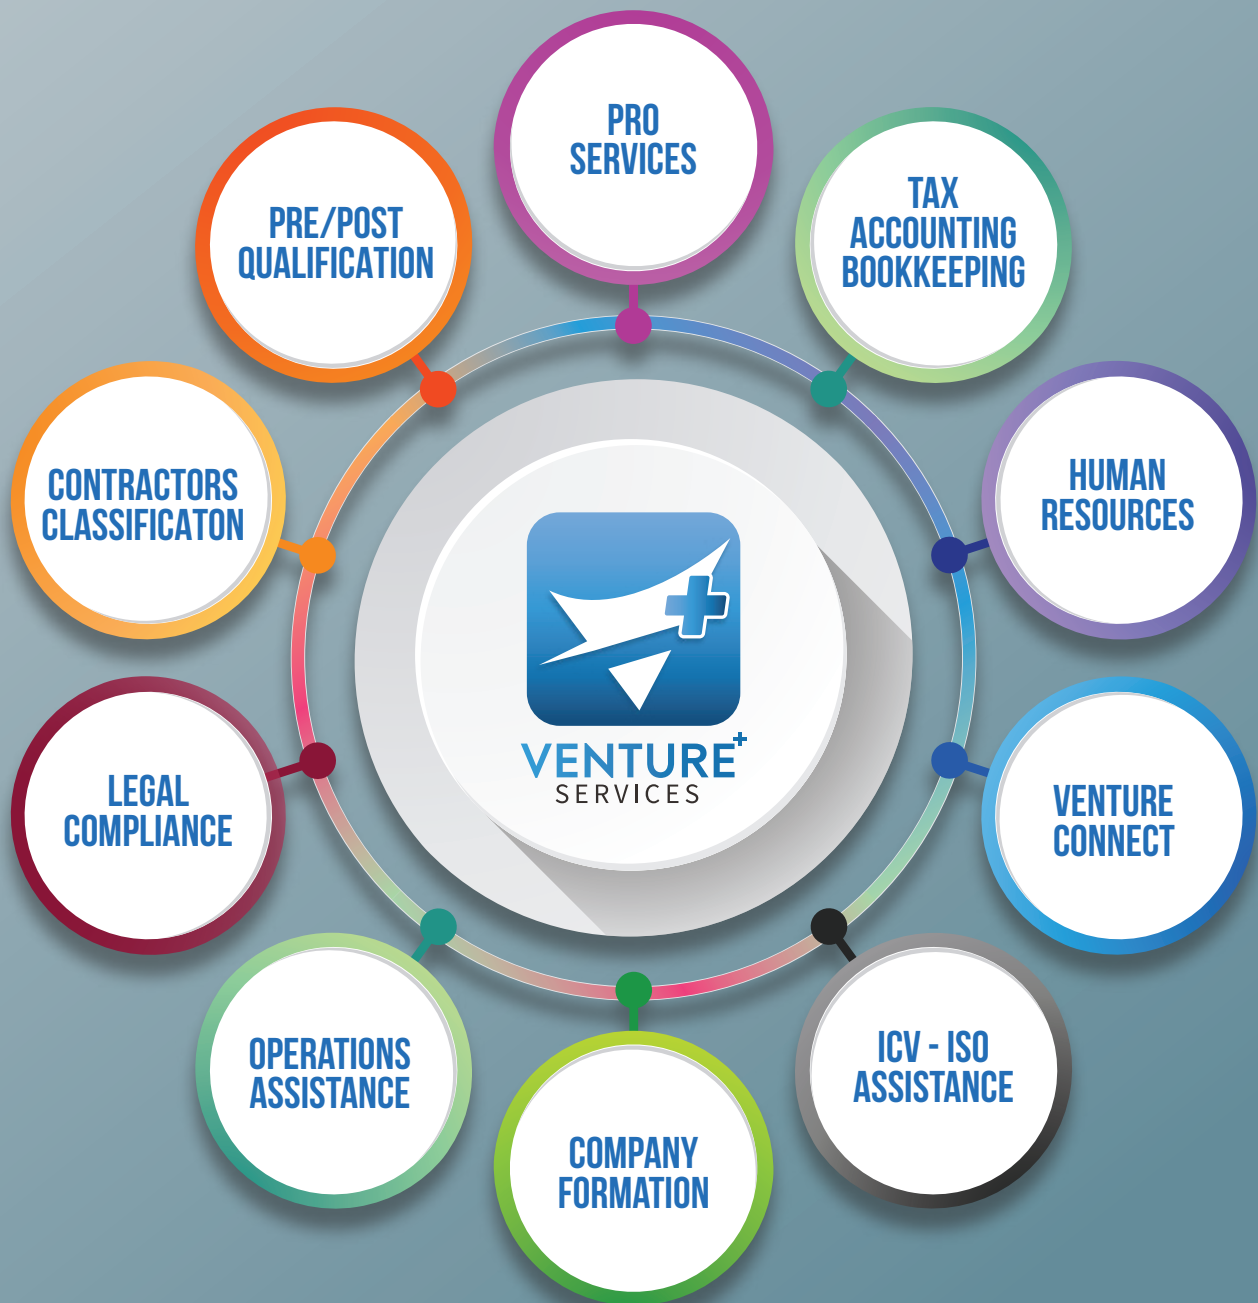 PRO
SERVICES
TAX
ACCOUNTING
BOOKKEEPING
HUMAN
RESOURCES
VENTURE
CONNECT
ICV - ISO
ASSISTANCE
COMPANY
FORMATION
OPERATIONS
ASSISTANCE
LEGAL
COMPLIANCE
CONTRACTORS
CLASSIFICATON
PRE/POST
QUALIFICATION
VENTURE+
SERVICES